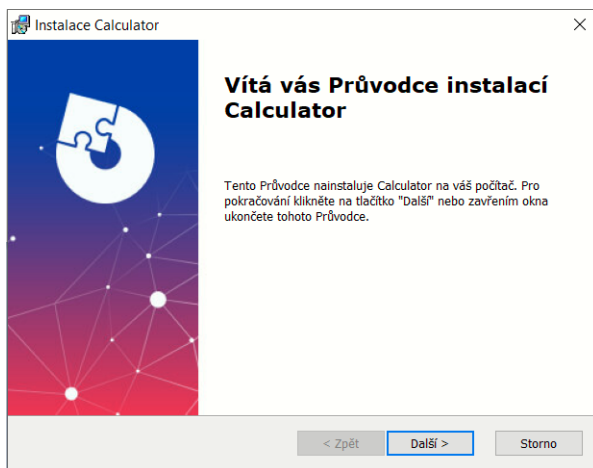 Instalace Calculator
Vítá vás Průvodce instalací
Calculator
Tento Průvodce nainstaluje Calculator na váš počítač. Pro
pokračování klikněte na tlačítko "Další" nebo zavřením okna
ukončete tohoto Průvodce.
< Zpět
Další >
Storno